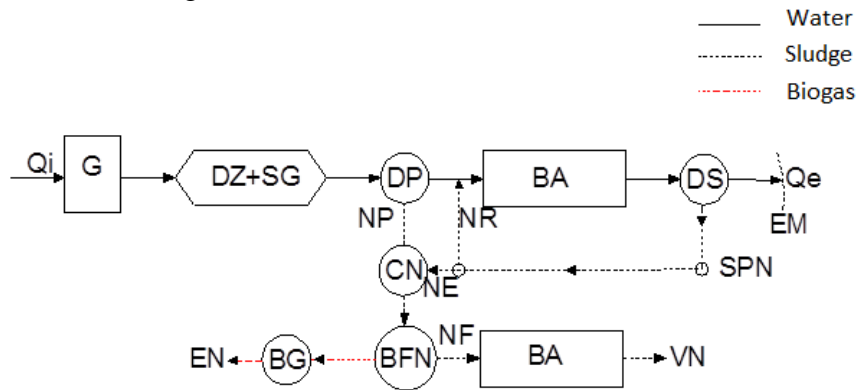 Water
Sludge
Biogas
Qi
G
DZ+SG
DP
BA
DS
Qe
NP
NR
EM
CN
NE
SPN
EN
BG
BFN
NF
BA
VN